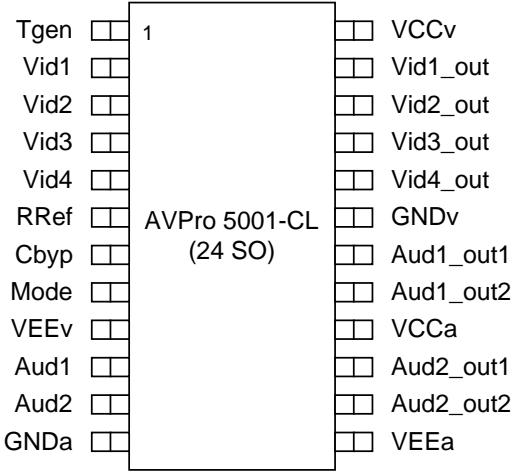 Tgen 1 VCCv
Vid1 Vid1_out
Vid2 Vid2_out
Vid3 Vid3_out
Vid4 Vid4_out
RRef AVPro 5001-CL GNDv
Cbyp (24 SO) Aud1_out1
Mode Aud1_out2
VEEv VCCa
Aud1 Aud2_out1
Aud2 Aud2_out2
GNDa VEEa